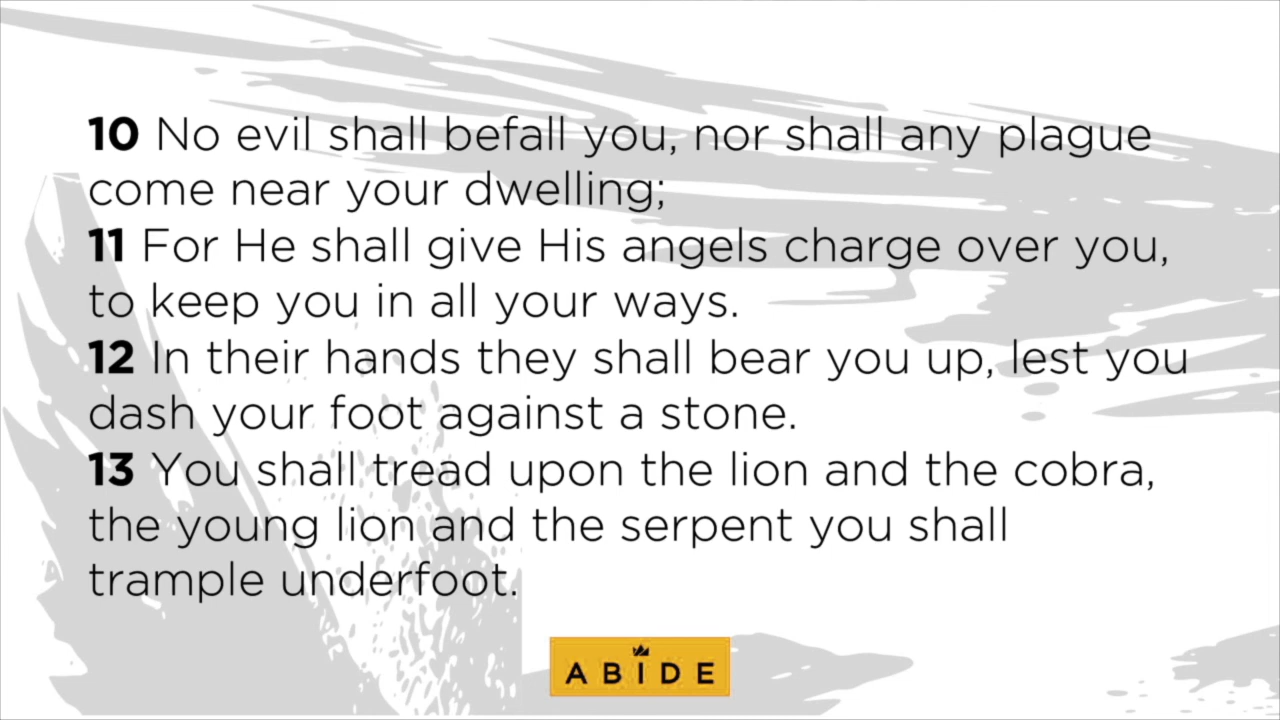 10 No evil shall befall you, nor shall any plague
come near your dwelling;
11 For He shall give His angels charge over you,
to keep you in all your ways.
12 In their hands they shall bear you up, lest you
dash your foot against a stone.
13 You shall tread upon the lion and the cobra,
the young lion and the serpent you shall
trample underfoot.
ABIDE